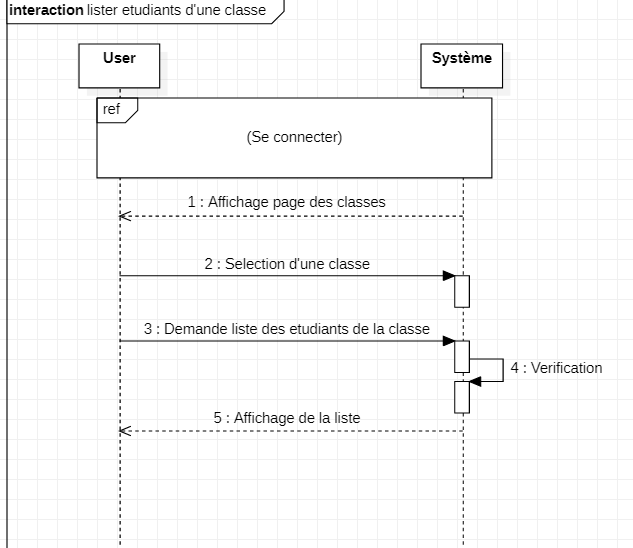 interaction lister etudiants d'une classe
User
Système
ref
(Se connecter)
1 : Affichage page des classes
2 : Selection d'une classe
3 : Demande liste des etudiants de la classe
4 : Verification
5 : Affichage de la liste